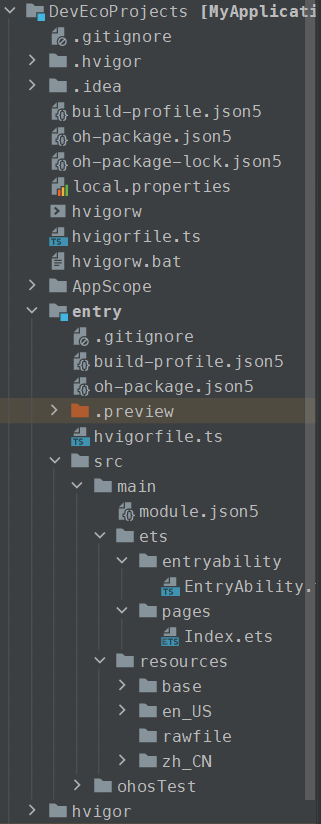 DevEcoProjects [MyApplicati
.gitignore
.hvigor
.idea
build-profile.json5
oh-package.json5
oh-package-lock.json5
local.properties
hvigorw
hvigorfile.ts
hvigorw.bat
AppScope
entry
.gitignore
build-profile.json5
oh-package.json5
.preview
hvigorfile.ts
src
main
module.json5
ets
entryability
EntryAbility.
pages
Index.ets
resources
base
en_US
rawfile
zh_CN
ohosTest
hvigor